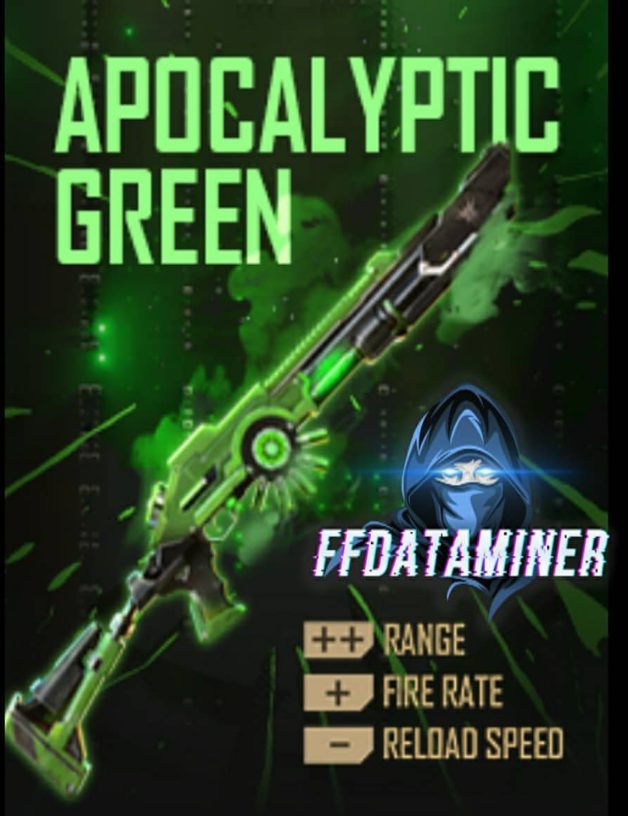 APOCALYPTIC
GREEN
FFDATAMINER
++ RANGE
+ FIRE RATE
- RELOAD SPEED